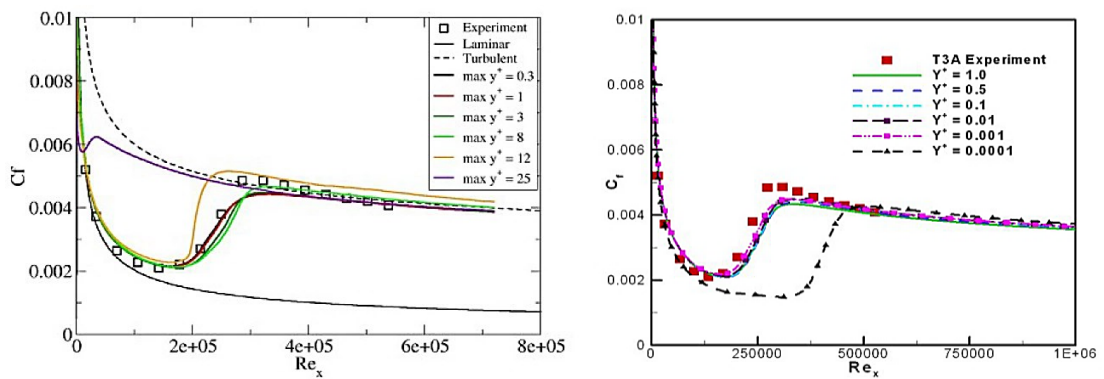 0.01
0.008
0.006
0.004
0.002
0
Cf
0
2e+05
4e+05
6e+05
8e+05
Reₓ
Experiment
Laminar
Turbulent
max y⁺ = 0.3
max y⁺ = 1
max y⁺ = 3
max y⁺ = 8
max y⁺ = 12
max y⁺ = 25
0.01
0.008
0.006
0.004
0.002
0
C_f
0
250000
500000
750000
1E+06
Reₓ
T3A Experiment
Y⁺ = 1.0
Y⁺ = 0.5
Y⁺ = 0.1
Y⁺ = 0.01
Y⁺ = 0.001
Y⁺ = 0.0001